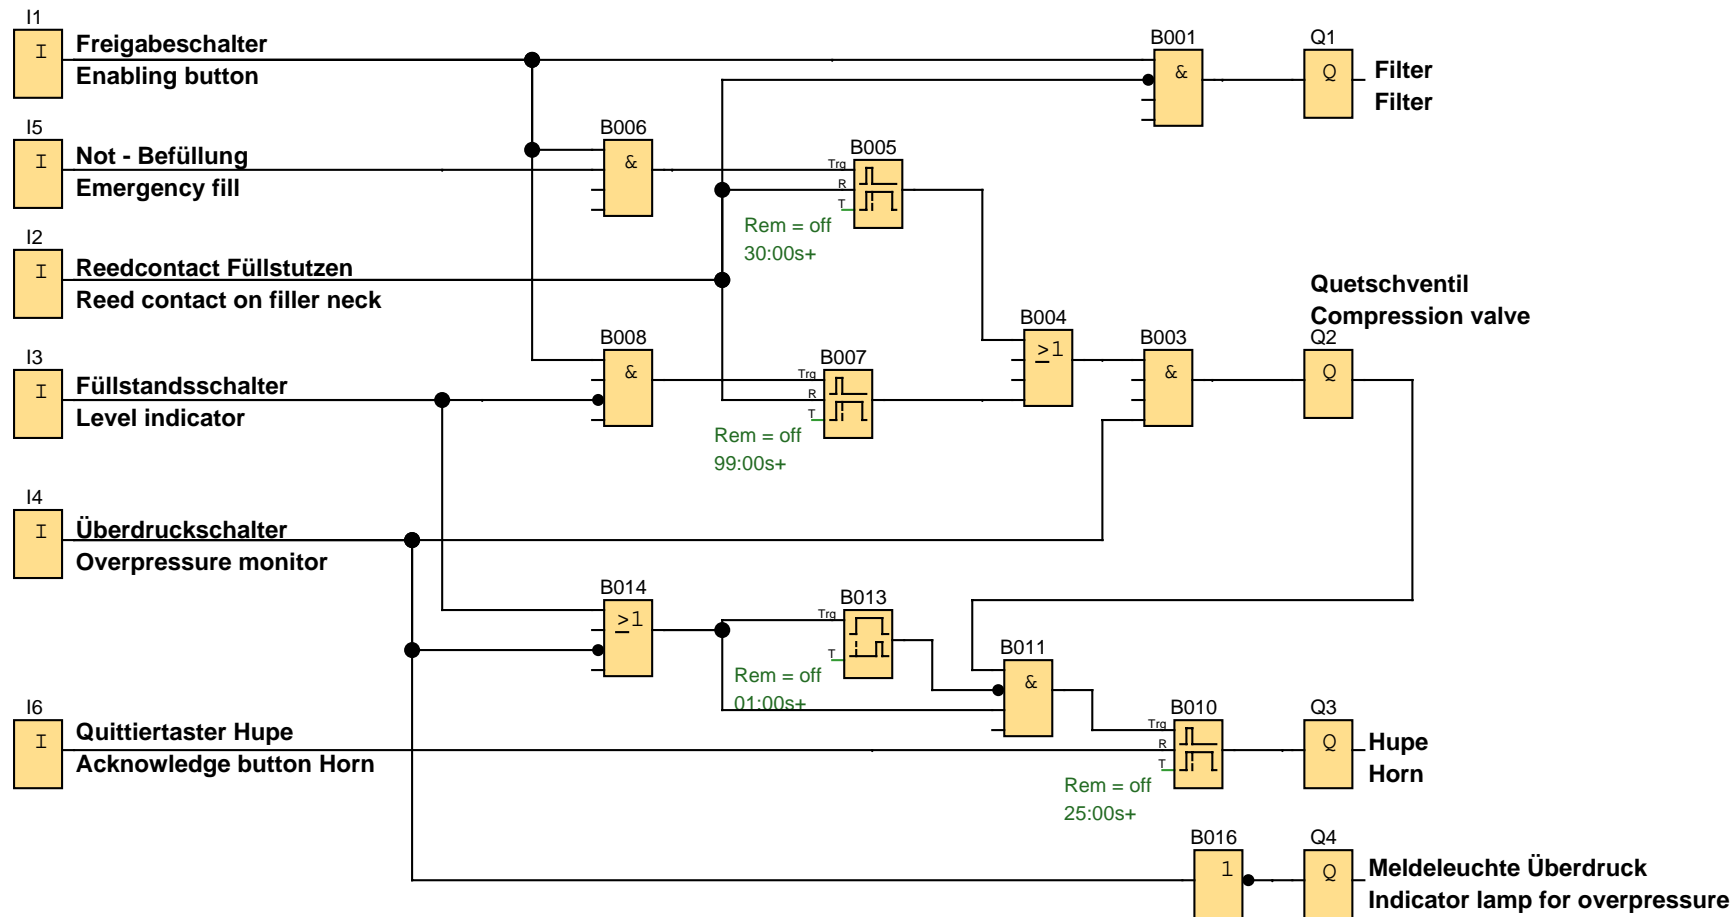 I1
I
Freigabeschalter
Enabling button
B001
&
Q1
Q
Filter
Filter
I5
I
Not - Befüllung
Emergency fill
B006
&
B005
Trg
R
T
Rem = off
30:00s+
I2
I
Reedcontact Füllstutzen
Reed contact on filler neck
Quetschventil
Compression valve
I3
I
Füllstandsschalter
Level indicator
B008
&
B007
Trg
R
T
Rem = off
99:00s+
B004
≥1
B003
&
Q2
Q
I4
I
Überdruckschalter
Overpressure monitor
B014
≥1
B013
Trg
T
Rem = off
01:00s+
B011
&
I6
I
Quittiertaster Hupe
Acknowledge button Horn
B010
Trg
R
T
Rem = off
25:00s+
Q3
Q
Hupe
Horn
B016
1
Q4
Q
Meldeleuchte Überdruck
Indicator lamp for overpressure